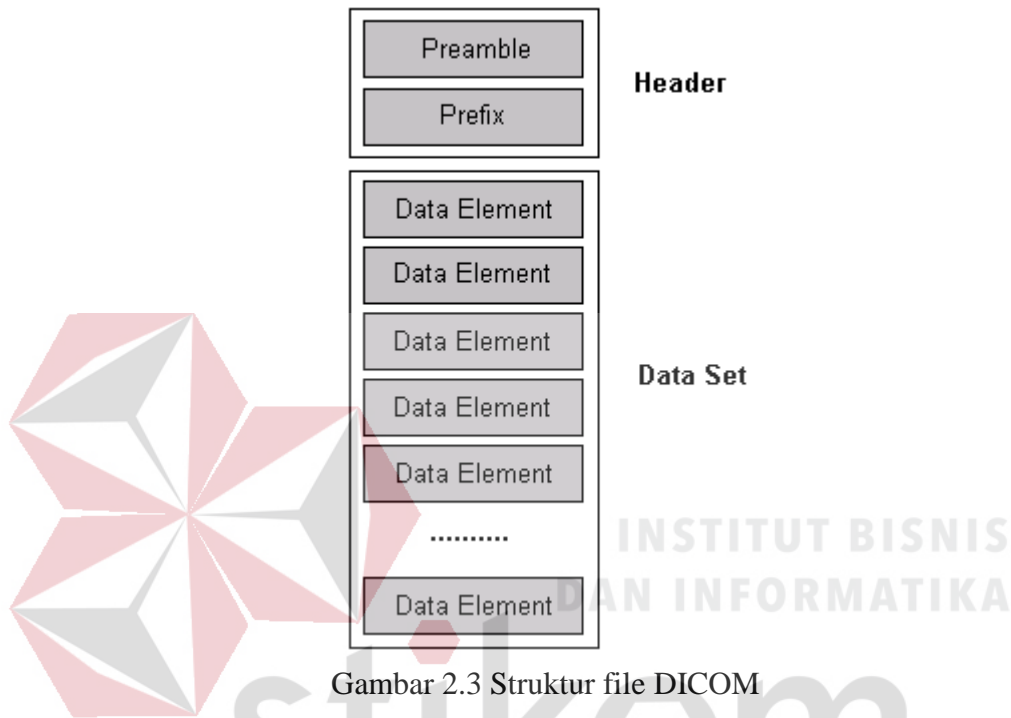 Preamble
Header
Prefix
Data Element
Data Element
Data Element
Data Set
Data Element
Data Element
..........
INSTITUT BISNIS
DAN INFORMATIKA
Data Element
Gambar 2.3 Struktur file DICOM
stikom